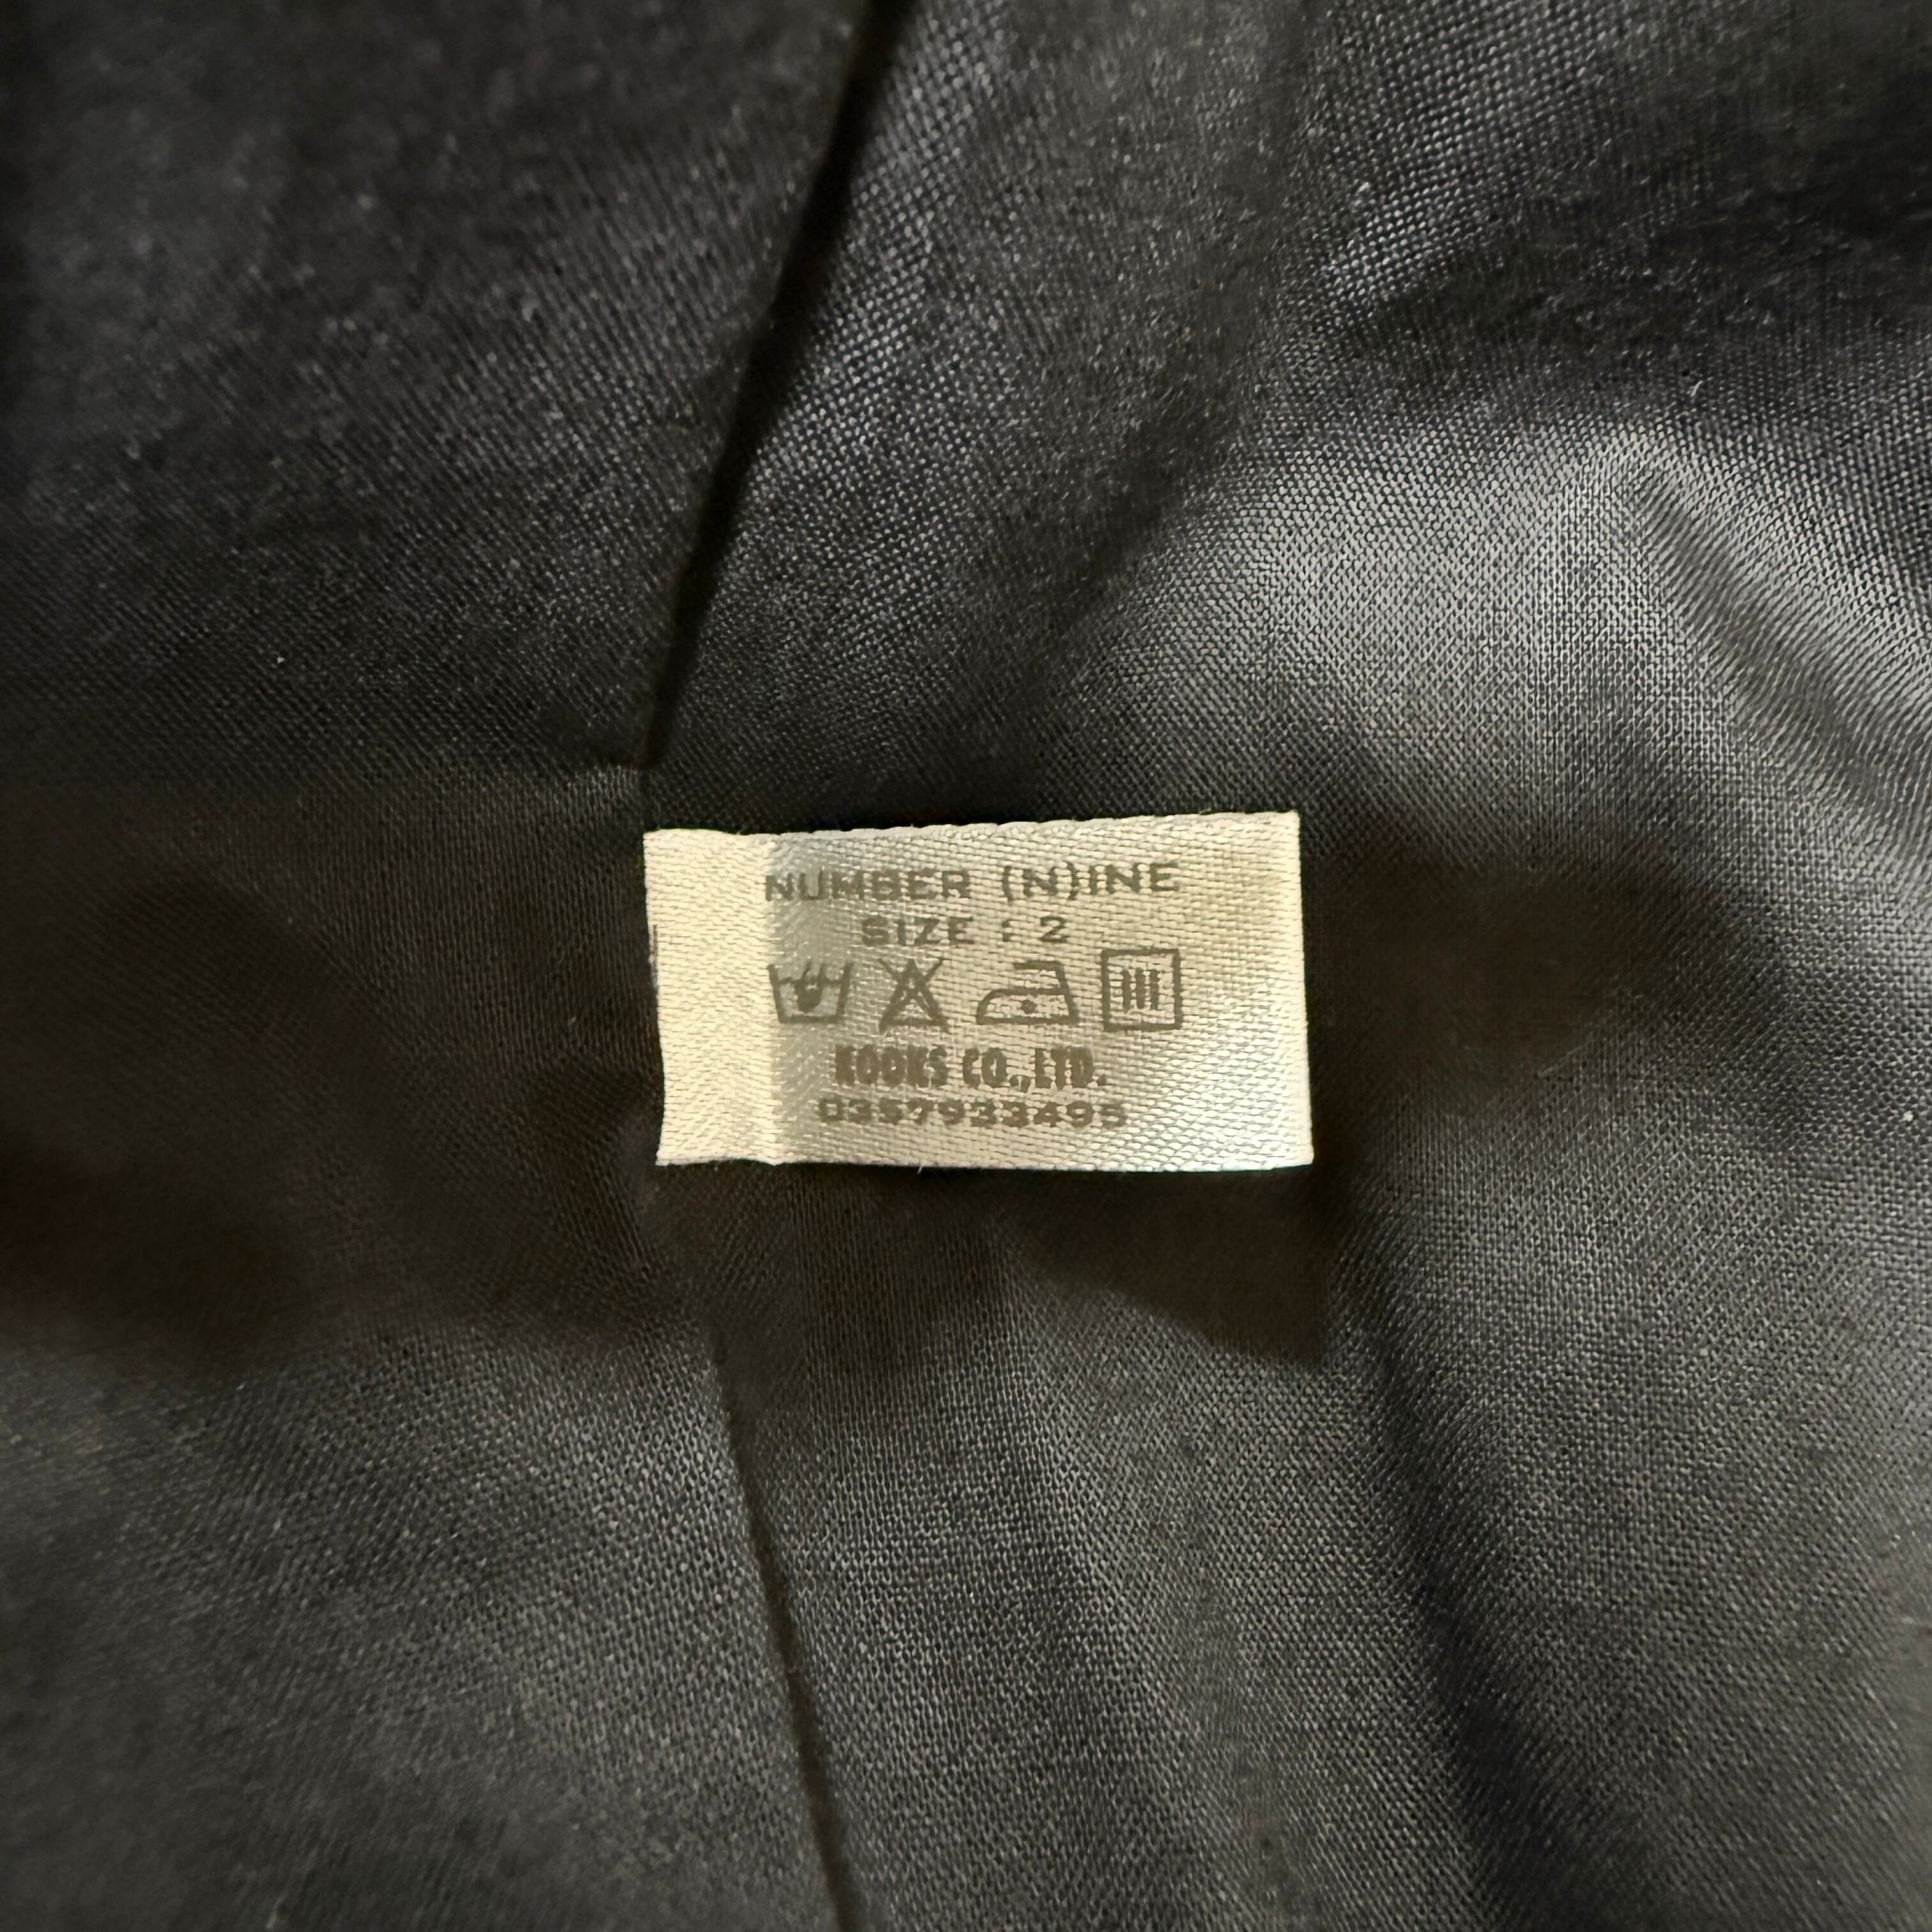 NUMBER (N)INE
SIZE : 2
KOOKS CO.,LTD.
0357933495